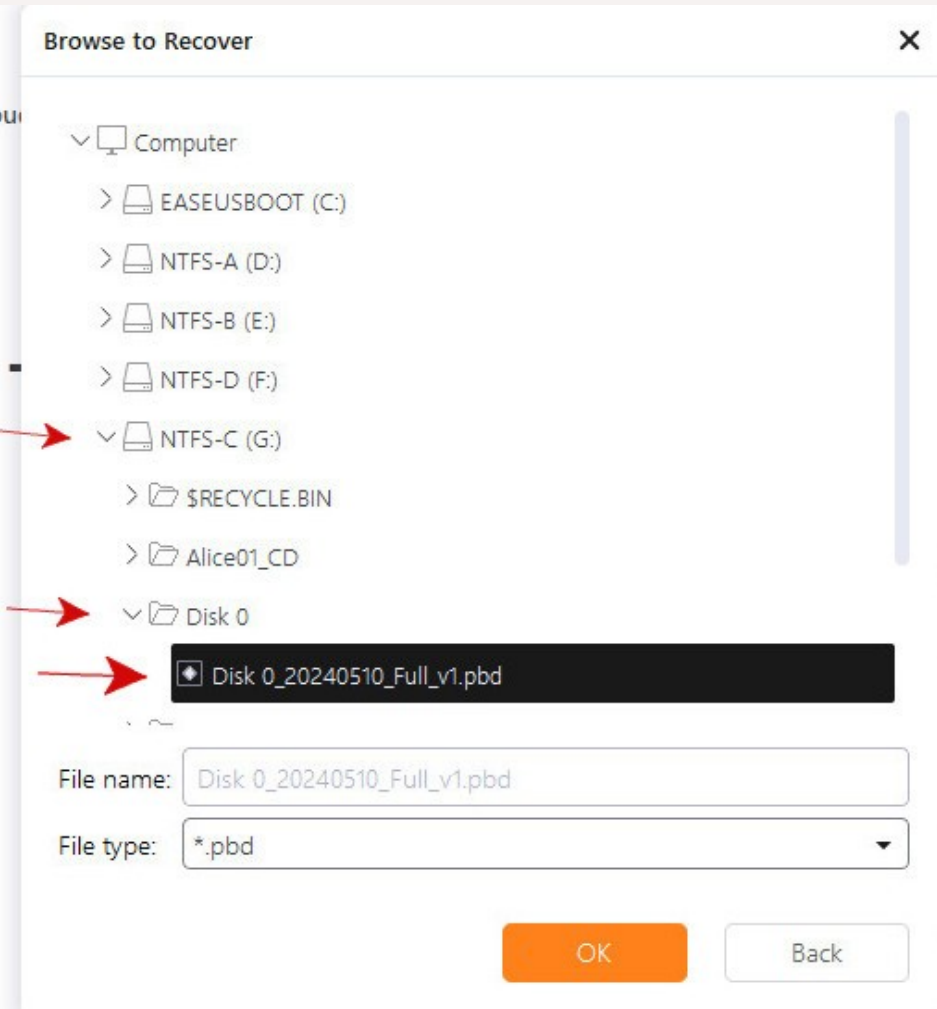 Browse to Recover
Computer
EASEUSBOOT (C:)
NTFS-A (D:)
NTFS-B (E:)
NTFS-D (F:)
NTFS-C (G:)
$RECYCLE.BIN
Alice01_CD
Disk 0
Disk 0_20240510_Full_v1.pbd
File name: Disk 0_20240510_Full_v1.pbd
File type: *.pbd
OK Back